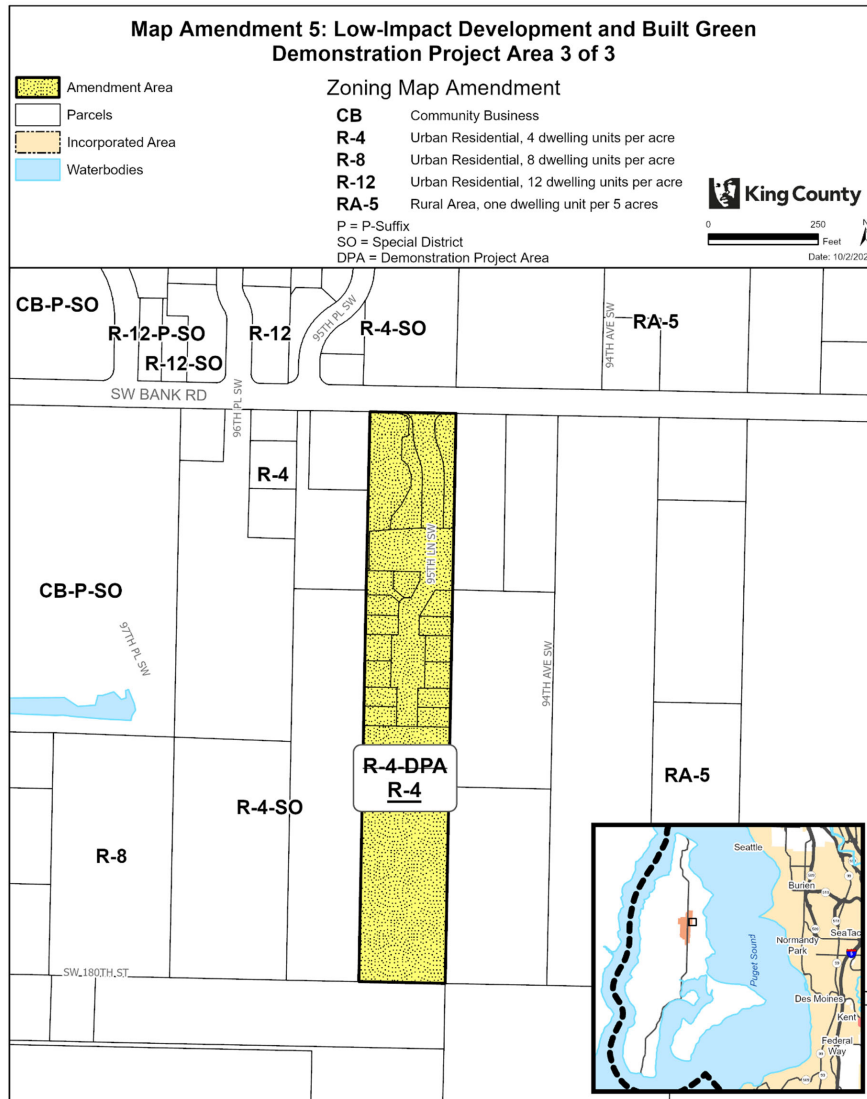 Map Amendment 5: Low-Impact Development and Built Green
Demonstration Project Area 3 of 3
Amendment Area
Parcels
Incorporated Area
Waterbodies
Zoning Map Amendment
CB Community Business
R-4 Urban Residential, 4 dwelling units per acre
R-8 Urban Residential, 8 dwelling units per acre
R-12 Urban Residential, 12 dwelling units per acre
RA-5 Rural Area, one dwelling unit per 5 acres
P = P-Suffix
SO = Special District
DPA = Demonstration Project Area
King County
0 250
Feet
N
Date: 10/2/202
CB-P-SO
R-12-P-SO
R-12-SO
R-12
95TH PL SW
R-4-SO
94TH AVE SW
RA-5
SW BANK RD
96TH PL SW
R-4
95TH LN SW
CB-P-SO
97TH PL SW
94TH AVE SW
R-4-DPA
R-4
R-4-SO
R-8
RA-5
SW 180TH ST
Seattle
Burien
Normandy
Park
SeaTac
Puget Sound
Des Moines
Kent
Federal
Way